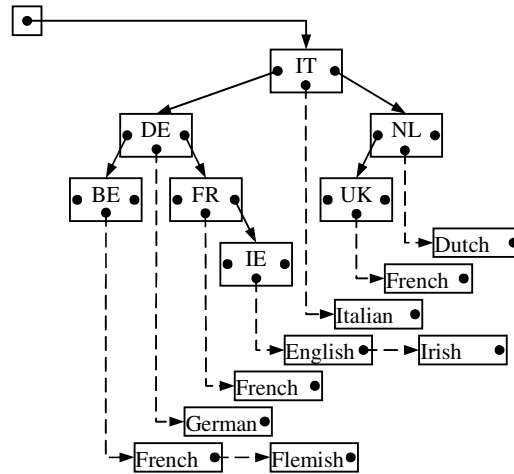 IT
DE
NL
BE
FR
UK
IE
Dutch
French
Italian
English
Irish
French
German
French
Flemish